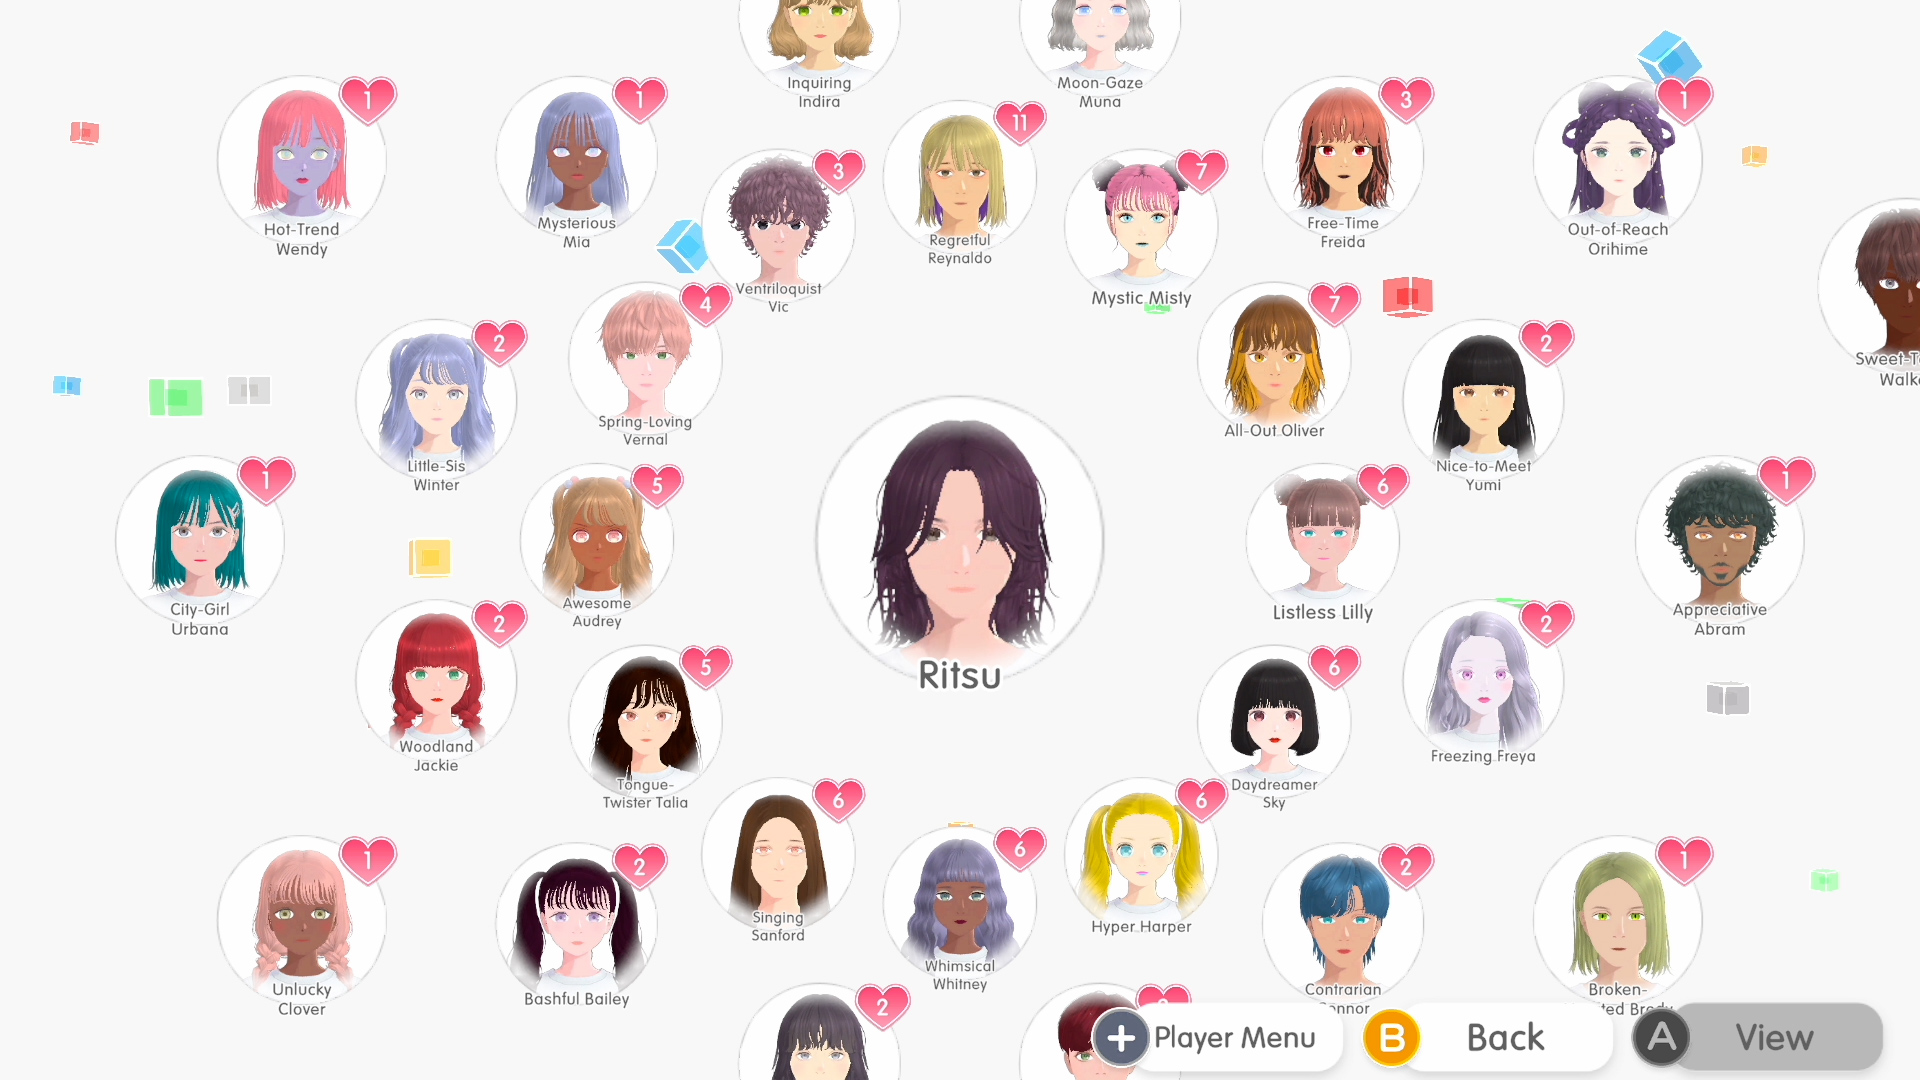 Inquiring
Indira
Moon-Gaze
Muna
1
1
3
1
11
Hot-Trend
Wendy
Mysterious
Mia
3
7
Free-Time
Freida
Out-of-Reach
Orihime
Regretful
Reynaldo
Ventriloquist
Vic
Mystic Misty
4
7
2
2
Spring-Loving
Vernal
All-Out Oliver
Sweet-T
Walk
Little-Sis
Winter
Nice-to-Meet
Yumi
1
5
6
1
City-Girl
Urbana
Awesome
Audrey
Listless Lilly
Appreciative
Abram
2
2
Ritsu
5
6
Woodland
Jackie
Freezing Freya
Tongue-
Twister Talia
Daydreamer
Sky
6
6
1
2
6
2
1
Singing
Sanford
Hyper Harper
Whimsical
Whitney
Unlucky
Clover
Bashful Bailey
Contrarian
nnor
Broken-
ted Brody
2
+ Player Menu
B Back
A View